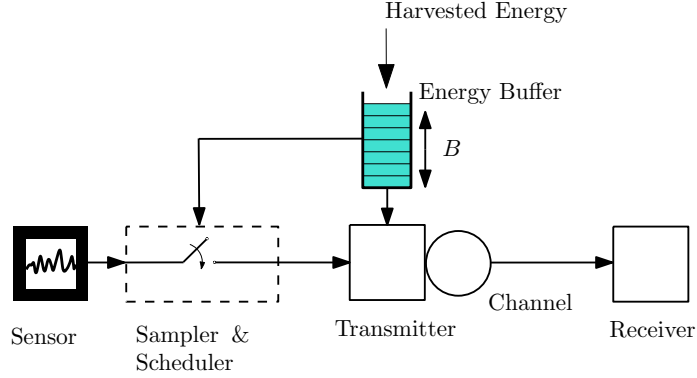 Harvested Energy
Energy Buffer
B
Channel
Sensor
Sampler &
Scheduler
Transmitter
Receiver